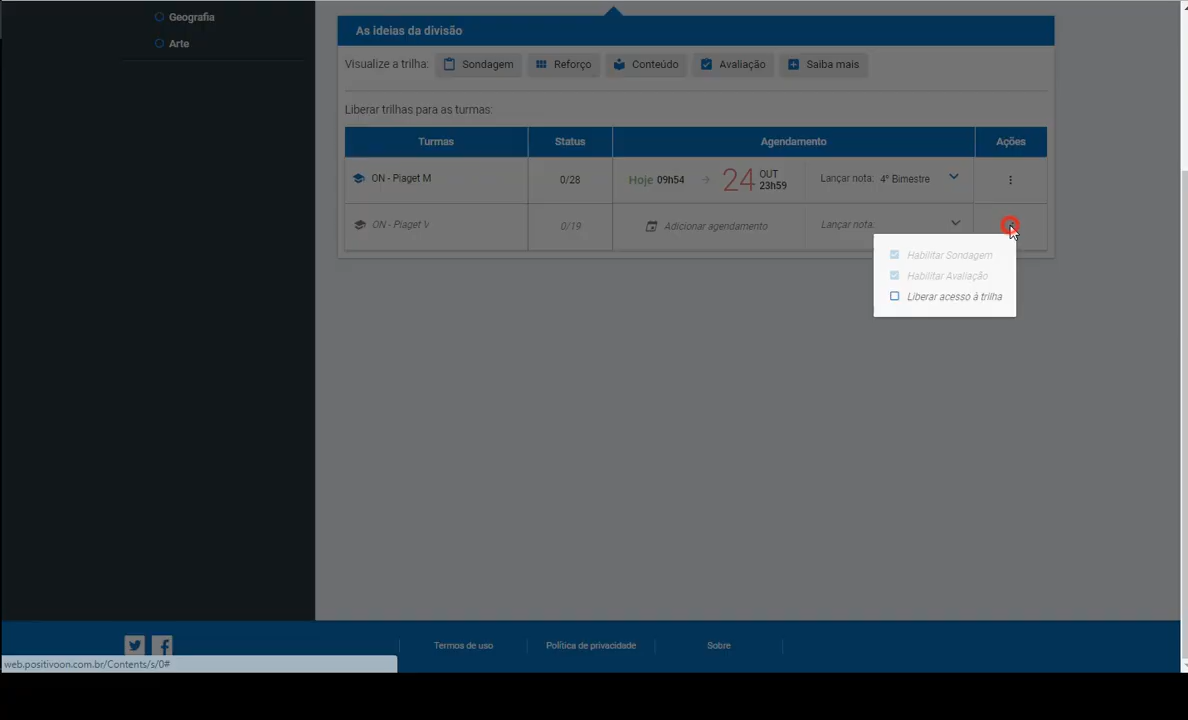 Geografia
Arte
As ideias da divisão
Visualize a trilha: Sondagem Reforço Conteúdo Avaliação Saiba mais
Liberar trilhas para as turmas:
Turmas Status Agendamento Ações
ON - Piaget M 0/28 Hoje 09h54 → 24 OUT 23h59 Lançar nota: 4º Bimestre
ON - Piaget V 0/19 Adicionar agendamento Lançar nota:
Habilitar Sondagem
Habilitar Avaliação
Liberar acesso à trilha
Termos de uso Política de privacidade Sobre
web.positivoon.com.br/Contents/s/0#